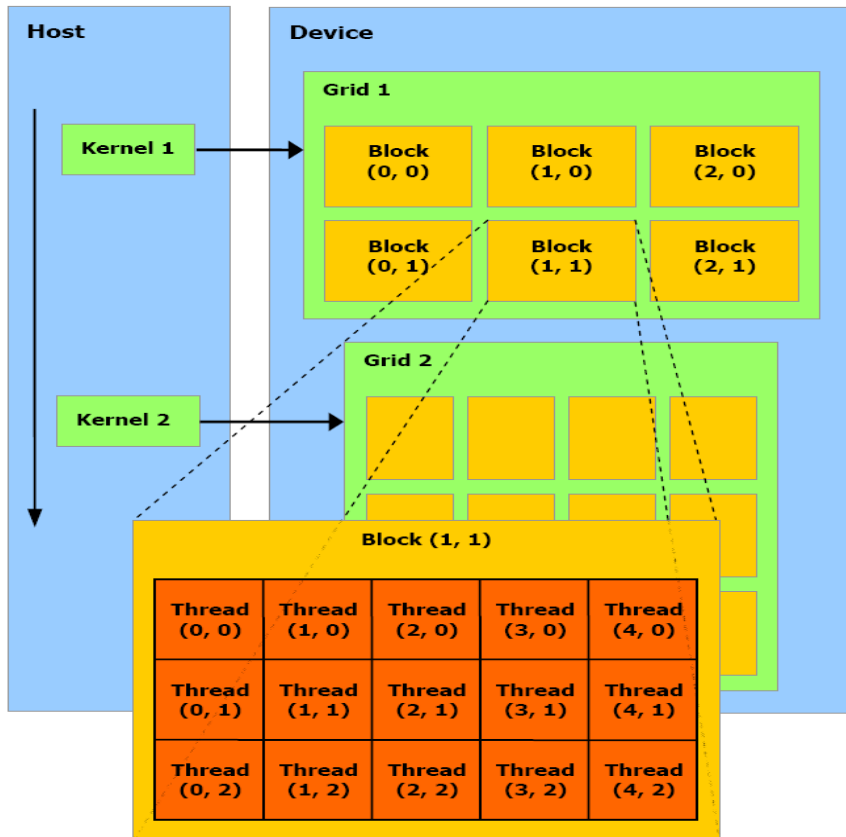 Host
Device
Grid 1
Kernel 1
Block
(0, 0)
Block
(1, 0)
Block
(2, 0)
Block
(0, 1)
Block
(1, 1)
Block
(2, 1)
Grid 2
Kernel 2
Block (1, 1)
Thread
(0, 0)
Thread
(1, 0)
Thread
(2, 0)
Thread
(3, 0)
Thread
(4, 0)
Thread
(0, 1)
Thread
(1, 1)
Thread
(2, 1)
Thread
(3, 1)
Thread
(4, 1)
Thread
(0, 2)
Thread
(1, 2)
Thread
(2, 2)
Thread
(3, 2)
Thread
(4, 2)